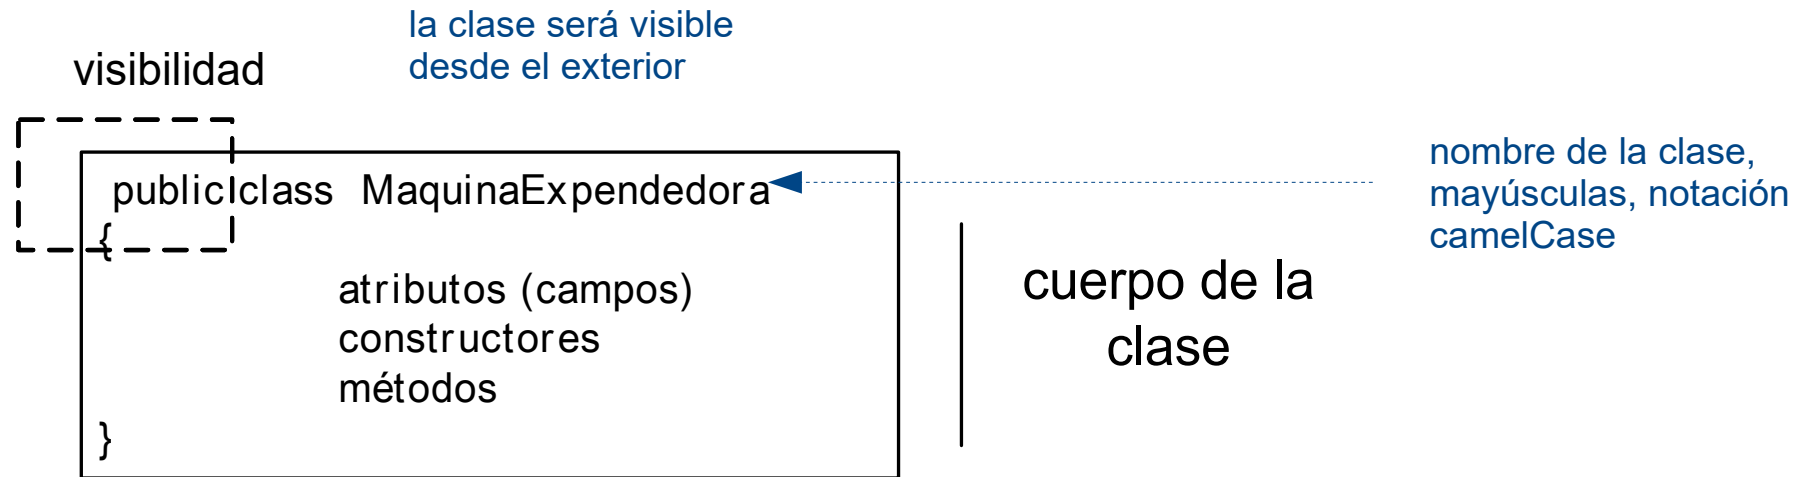 la clase será visible
desde el exterior
visibilidad
public class MaquinaExpendedora
{
atributos (campos)
constructores
métodos
}
nombre de la clase,
mayúsculas, notación
camelCase
cuerpo de la
clase